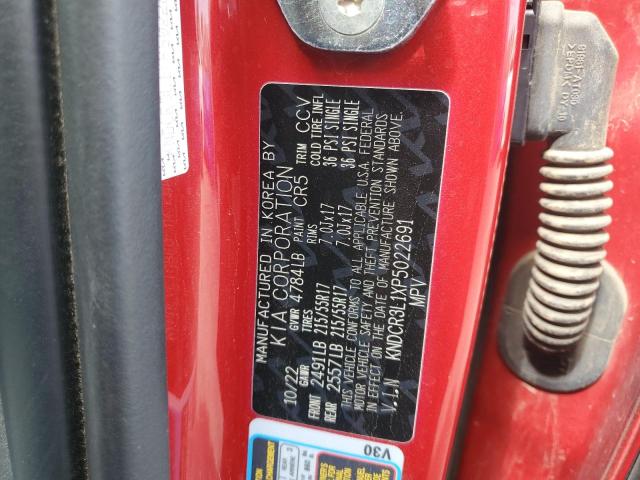 MANUFACTURED IN KOREA BY
10/22 KIA CORPORATION
GAWR GVWR 4784LB PAINT CR5 TRIM CCV
TIRES RIMS COLD TIRE INFL
FRONT 2491LB 215/55R17 7.0JX17 36 PSI SINGLE
REAR 2557LB 215/55R17 7.0JX17 36 PSI SINGLE
THIS VEHICLE CONFORMS TO ALL APPLICABLE U.S.A. FEDERAL
MOTOR VEHICLE SAFETY AND THEFT PREVENTION STANDARDS
IN EFFECT ON THE DATE OF MANUFACTURE SHOWN ABOVE.
V.I.N KNDCR3L1XP5022691
MPV
V30